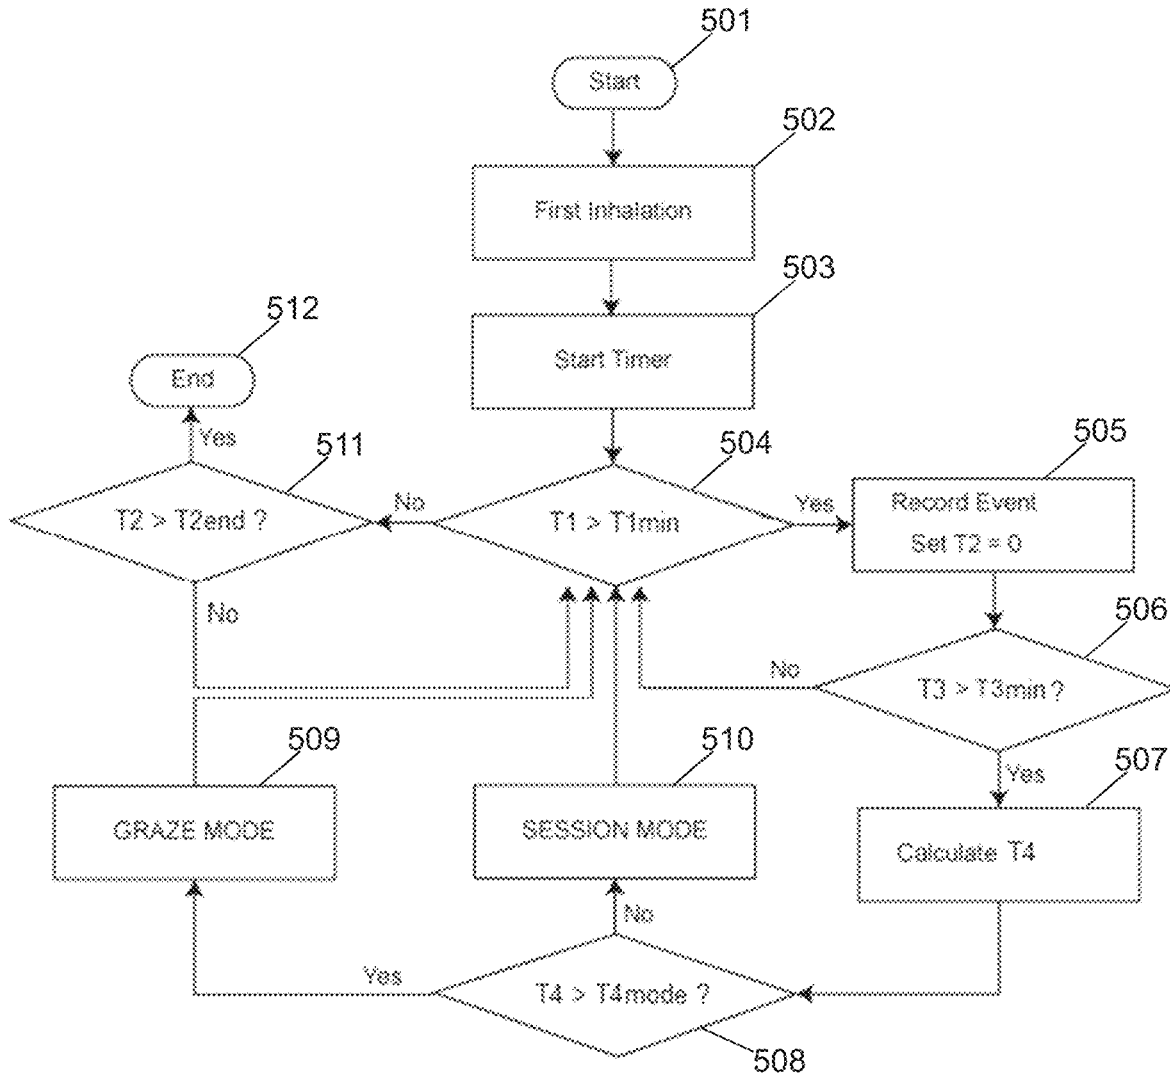 501
Start
502
First Inhalation
503
Start Timer
512
End
Yes
511
T2 > T2end ?
No
504
T1 > T1min
Yes
505
Record Event
Set T2 = 0
No
506
T3 > T3min ?
No
Yes
507
Calculate T4
509
GRAZE MODE
510
SESSION MODE
No
Yes
T4 > T4mode ?
508